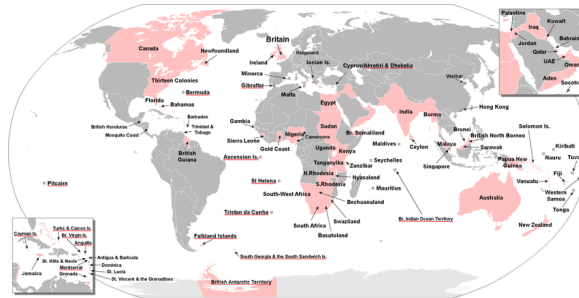 Palestine
Iraq
Kuwait
Bahrain
Jordan
Qatar
UAE
Oman
Aden
Socotra
Canada
Newfoundland
Thirteen Colonies
Bermuda
Florida
Bahamas
Britain
Heligoland
Ireland
Ionian Is.
Minorca
Gibraltar
Cyprus/Akrotiri & Dhekelia
Malta
Weihai
Egypt
India
Burma
Hong Kong
British Honduras
Mosquito Coast
Barbados
Trinidad &
Tobago
British
Guiana
Gambia
Sierra Leone
Gold Coast
Nigeria
Cameroons
Sudan
Br. Somaliland
Uganda
Kenya
Tanganyika
Zanzibar
Maldives
Ceylon
Seychelles
Malaya
Singapore
Brunei
British North Borneo
Sarawak
Papua New
Guinea
Solomon Is.
Nauru
Kiribati
Tuvalu
Fiji
Vanuatu
Western
Samoa
Tonga
Ascension Is.
St Helena
Tristan da Cunha
N.Rhodesia
Nyasaland
S.Rhodesia
Mauritius
South-West Africa
Bechuanaland
Swaziland
South Africa
Basutoland
Br. Indian Ocean Territory
Pitcairn
Australia
New Zealand
Falkland Islands
South Georgia & the South Sandwich Is.
British Antarctic Territory
Turks & Caicos Is.
Cayman Is.
Br. Virgin Is.
Anguilla
Antigua & Barbuda
St. Kitts & Nevis
Dominica
Montserrat
St. Lucia
Jamaica
Grenada
St. Vincent & the Grenadines